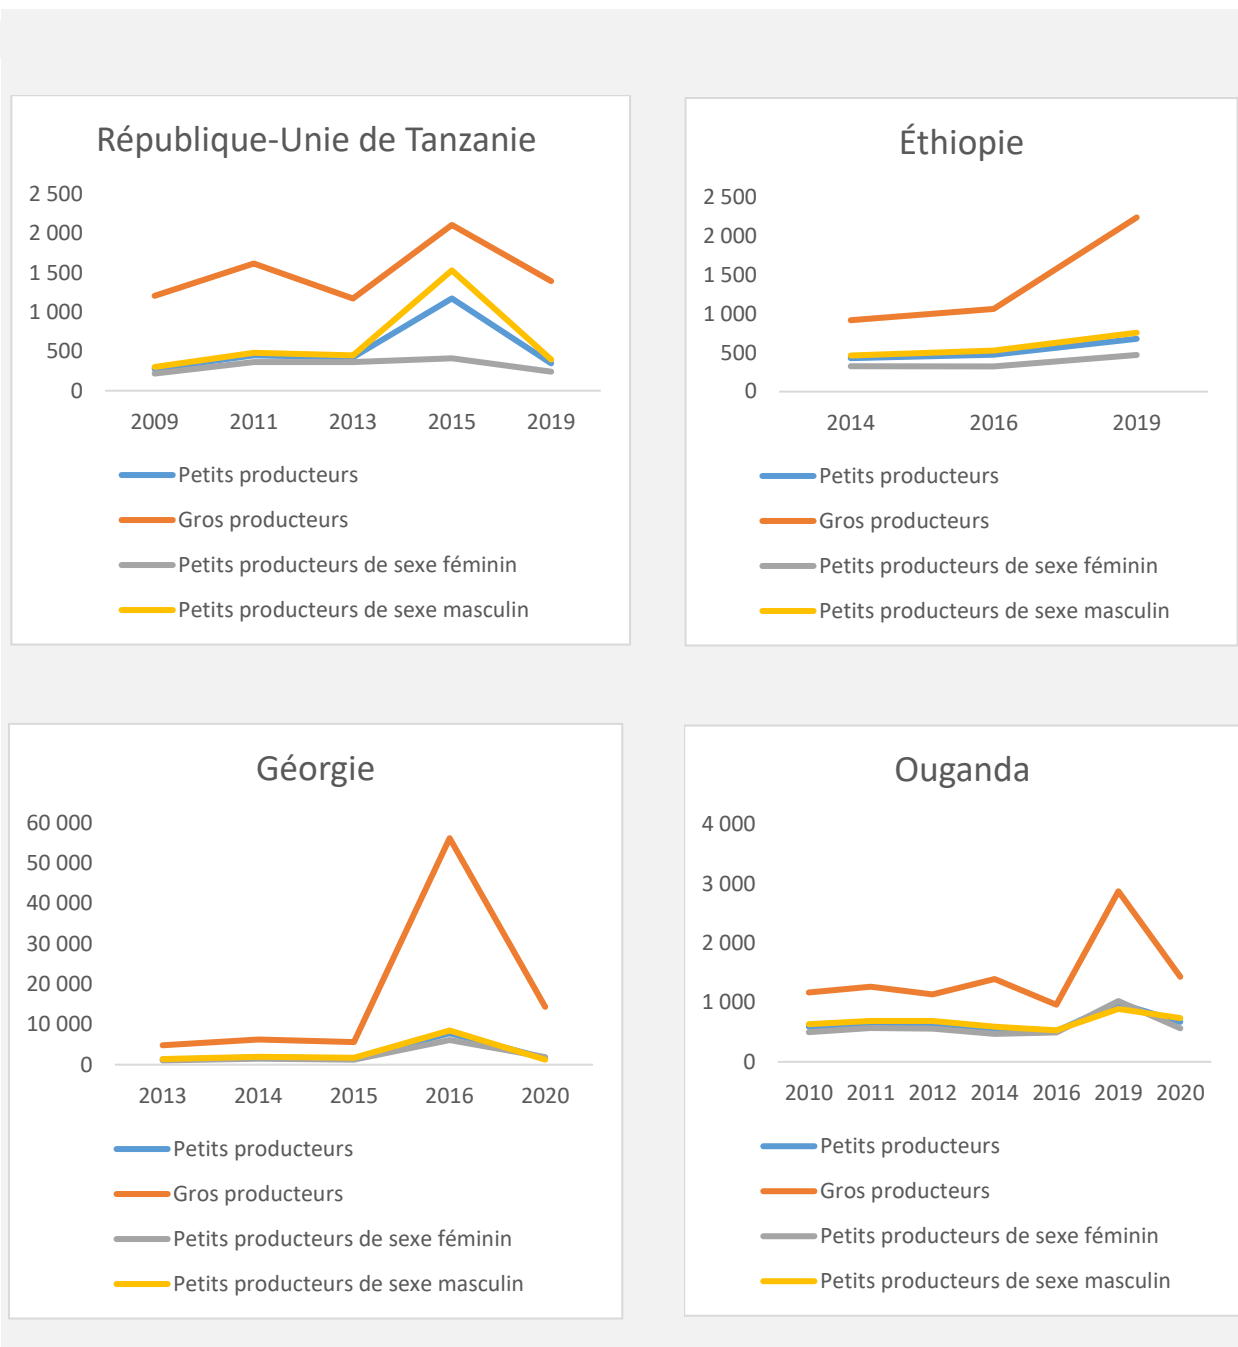 République-Unie de Tanzanie
2 500
2 000
1 500
1 000
500
0
2009 2011 2013 2015 2019
Petits producteurs
Gros producteurs
Petits producteurs de sexe féminin
Petits producteurs de sexe masculin
Éthiopie
2 500
2 000
1 500
1 000
500
0
2014 2016 2019
Petits producteurs
Gros producteurs
Petits producteurs de sexe féminin
Petits producteurs de sexe masculin
Géorgie
60 000
50 000
40 000
30 000
20 000
10 000
0
2013 2014 2015 2016 2020
Petits producteurs
Gros producteurs
Petits producteurs de sexe féminin
Petits producteurs de sexe masculin
Ouganda
4 000
3 000
2 000
1 000
0
2010 2011 2012 2014 2016 2019 2020
Petits producteurs
Gros producteurs
Petits producteurs de sexe féminin
Petits producteurs de sexe masculin